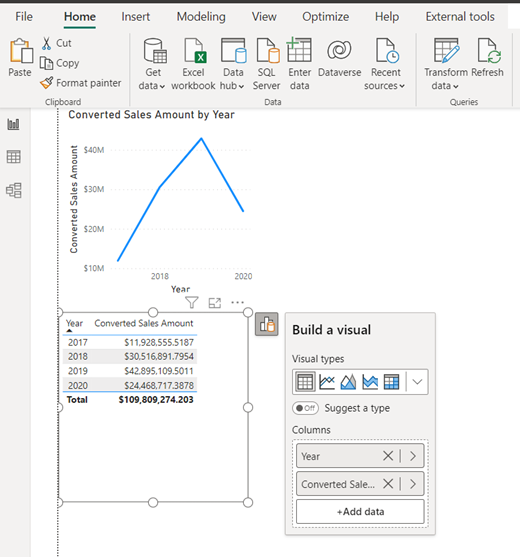 File Home Insert Modeling View Optimize Help External tools
Paste
Cut
Copy
Format painter
Clipboard
Get data
Excel workbook
Data hub
SQL Server
Enter data
Dataverse
Recent sources
Data
Transform data
Refresh
Queries
Converted Sales Amount by Year
Converted Sales Amount
$40M
$30M
$20M
$10M
2018 2020
Year
Year Converted Sales Amount
2017 $11.928.555.5187
2018 $30.516.891.7954
2019 $42.895.109.5011
2020 $24,468.717.3878
Total $109,809,274.203
Build a visual
Visual types
Off Suggest a type
Columns
Year
Converted Sale...
+Add data